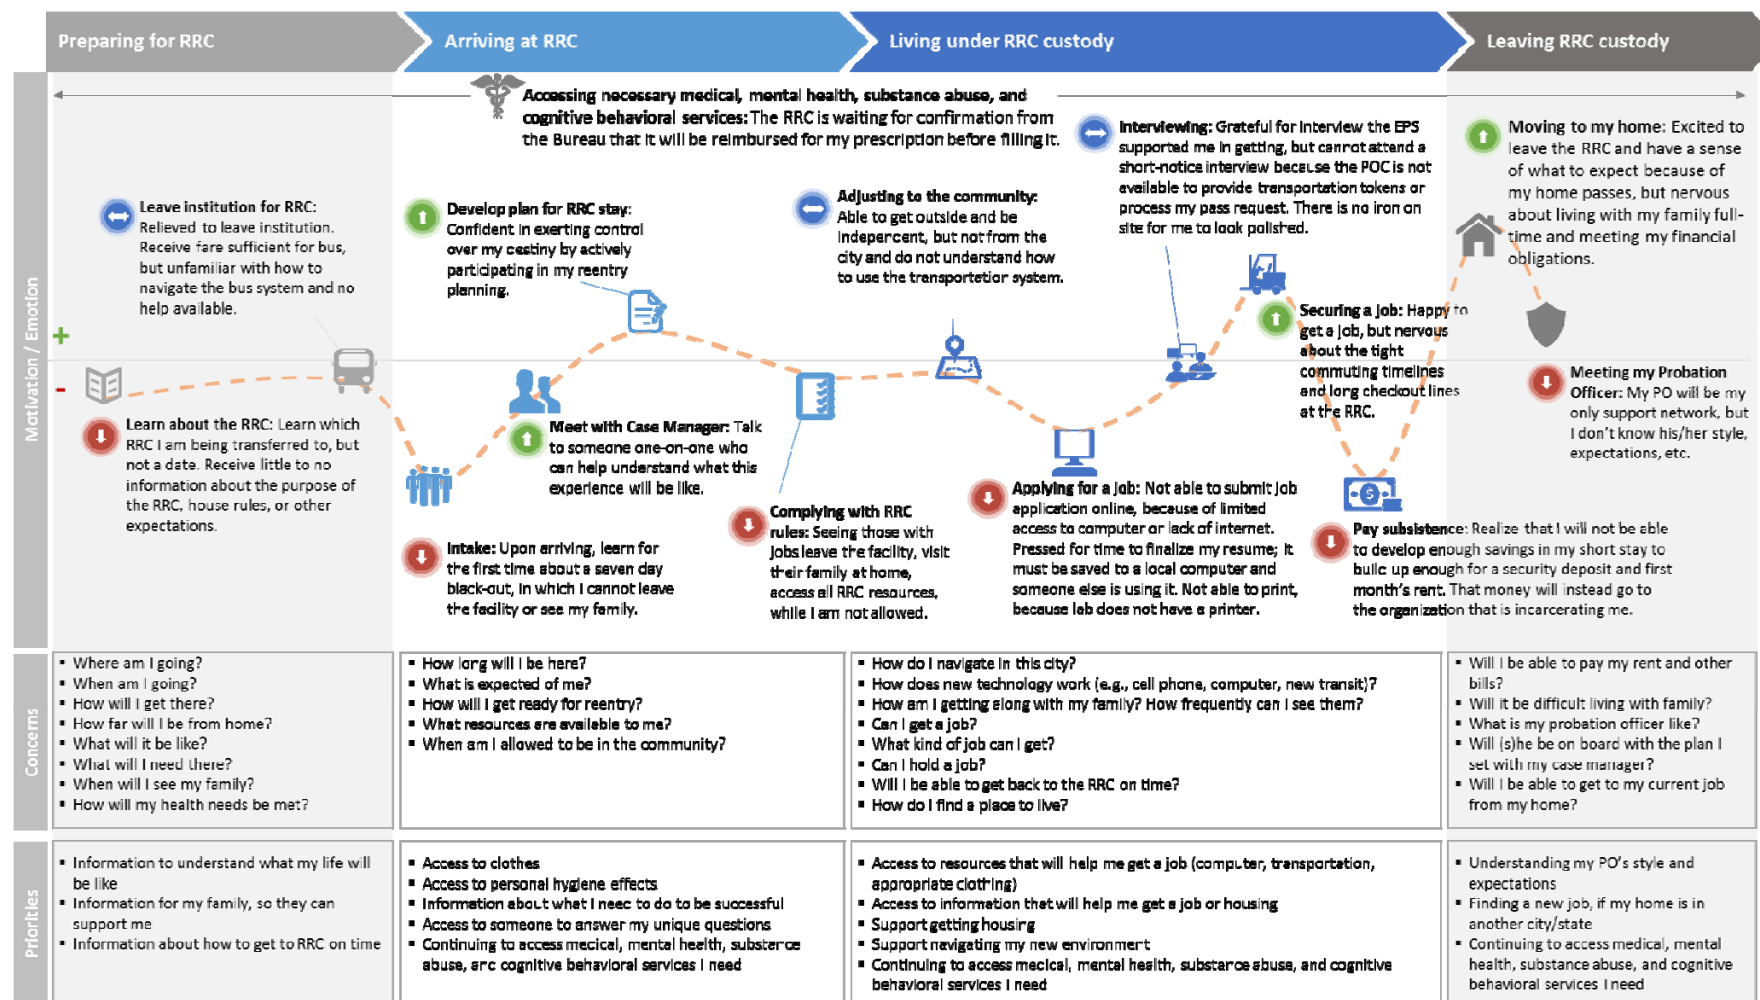 Preparing for RRC
Arriving at RRC
Living under RRC custody
Leaving RRC custody
Motivation / Emotion
+
-
Accessing necessary medical, mental health, substance abuse, and
cognitive behavioral services: The RRC is waiting for confirmation from
the Bureau that it will be reimbursed for my prescription before filling it.
Leave institution for RRC:
Relieved to leave institution.
Receive fare sufficient for bus,
but unfamiliar with how to
navigate the bus system and no
help available.
Learn about the RRC: Learn which
RRC I am being transferred to, but
not a date. Receive little to no
information about the purpose of
the RRC, house rules, or other
expectations.
Develop plan for RRC stay:
Confident in exerting control
over my destiny by actively
participating in my reentry
planning.
Meet with Case Manager: Talk
to someone one-on-one who
can help understand what this
experience will be like.
Intake: Upon arriving, learn for
the first time about a seven day
black-out, in which I cannot leave
the facility or see my family.
Complying with RRC
rules: Seeing those with
jobs leave the facility, visit
their family at home,
access all RRC resources,
while I am not allowed.
Adjusting to the community:
Able to get outside and be
independent, but not from the
city and do not understand how
to use the transportation system.
Applying for a job: Not able to submit job
application online, because of limited
access to computer or lack of internet.
Pressed for time to finalize my resume; it
must be saved to a local computer and
someone else is using it. Not able to print,
because lab does not have a printer.
Interviewing: Grateful for interview the EPS
supported me in getting, but cannot attend a
short-notice interview because the POC is not
available to provide transportation tokens or
process my pass request. There is no iron on
site for me to look polished.
Securing a job: Happy to
get a job, but nervous
about the tight
commuting timelines
and long checkout lines
at the RRC.
Pay subsistence: Realize that I will not be able
to develop enough savings in my short stay to
build up enough for a security deposit and first
month's rent. That money will instead go to
the organization that is incarcerating me.
Moving to my home: Excited to
leave the RRC and have a sense
of what to expect because of
my home passes, but nervous
about living with my family full-
time and meeting my financial
obligations.
Meeting my Probation
Officer: My PO will be my
only support network, but
I don't know his/her style,
expectations, etc.
Concerns
▪ Where am I going?
▪ When am I going?
▪ How will I get there?
▪ How far will I be from home?
▪ What will it be like?
▪ What will I need there?
▪ When will I see my family?
▪ How will my health needs be met?
▪ How long will I be here?
▪ What is expected of me?
▪ How will I get ready for reentry?
▪ What resources are available to me?
▪ When am I allowed to be in the community?
▪ How do I navigate in this city?
▪ How does new technology work (e.g., cell phone, computer, new transit)?
▪ How am I getting along with my family? How frequently can I see them?
▪ Can I get a job?
▪ What kind of job can I get?
▪ Can I hold a job?
▪ Will I be able to get back to the RRC on time?
▪ How do I find a place to live?
▪ Will I be able to pay my rent and other
bills?
▪ Will it be difficult living with family?
▪ What is my probation officer like?
▪ Will (s)he be on board with the plan I
set with my case manager?
▪ Will I be able to get to my current job
from my home?
Priorities
▪ Information to understand what my life will
be like
▪ Information for my family, so they can
support me
▪ Information about how to get to RRC on time
▪ Access to clothes
▪ Access to personal hygiene effects
▪ Information about what I need to do to be successful
▪ Access to someone to answer my unique questions
▪ Continuing to access medical, mental health, substance
abuse, and cognitive behavioral services I need
▪ Access to resources that will help me get a job (computer, transportation,
appropriate clothing)
▪ Access to information that will help me get a job or housing
▪ Support getting housing
▪ Support navigating my new environment
▪ Continuing to access medical, mental health, substance abuse, and cognitive
behavioral services I need
▪ Understanding my PO's style and
expectations
▪ Finding a new job, if my home is in
another city/state
▪ Continuing to access medical, mental
health, substance abuse, and cognitive
behavioral services I need